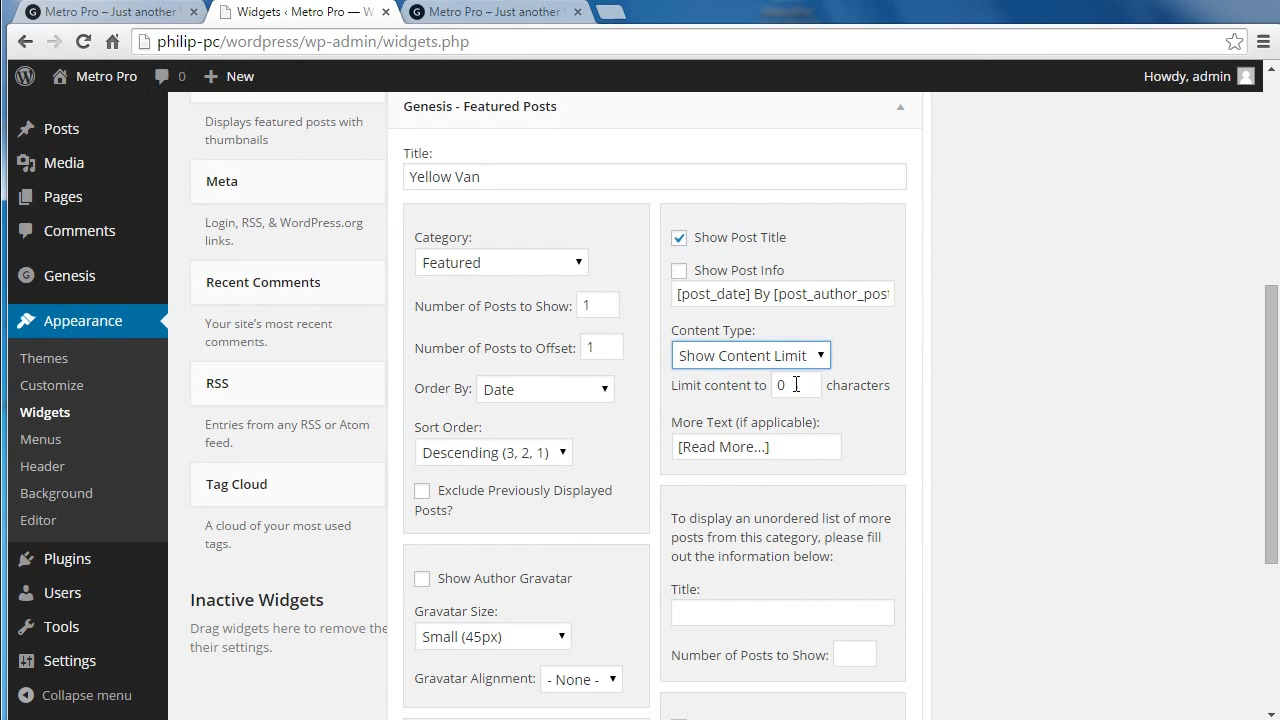 Metro Pro – Just another
Widgets ‹ Metro Pro — W
Metro Pro – Just another
philip-pc/wordpress/wp-admin/widgets.php
Metro Pro
0
New
Howdy, admin
Posts
Media
Pages
Comments
Genesis
Appearance
Themes
Customize
Widgets
Menus
Header
Background
Editor
Plugins
Users
Tools
Settings
Collapse menu
Displays featured posts with
thumbnails
Meta
Login, RSS, & WordPress.org
links.
Recent Comments
Your site's most recent
comments.
RSS
Entries from any RSS or Atom
feed.
Tag Cloud
A cloud of your most used
tags.
Inactive Widgets
Drag widgets here to remove the
their settings.
Genesis - Featured Posts
Title:
Yellow Van
Category:
Featured
Number of Posts to Show: 1
Number of Posts to Offset: 1
Order By: Date
Sort Order:
Descending (3, 2, 1)
Exclude Previously Displayed
Posts?
Show Author Gravatar
Gravatar Size:
Small (45px)
Gravatar Alignment: - None -
Show Post Title
Show Post Info
[post_date] By [post_author_post
Content Type:
Show Content Limit
Limit content to 0 characters
More Text (if applicable):
[Read More...]
To display an unordered list of more
posts from this category, please fill
out the information below:
Title:
Number of Posts to Show: